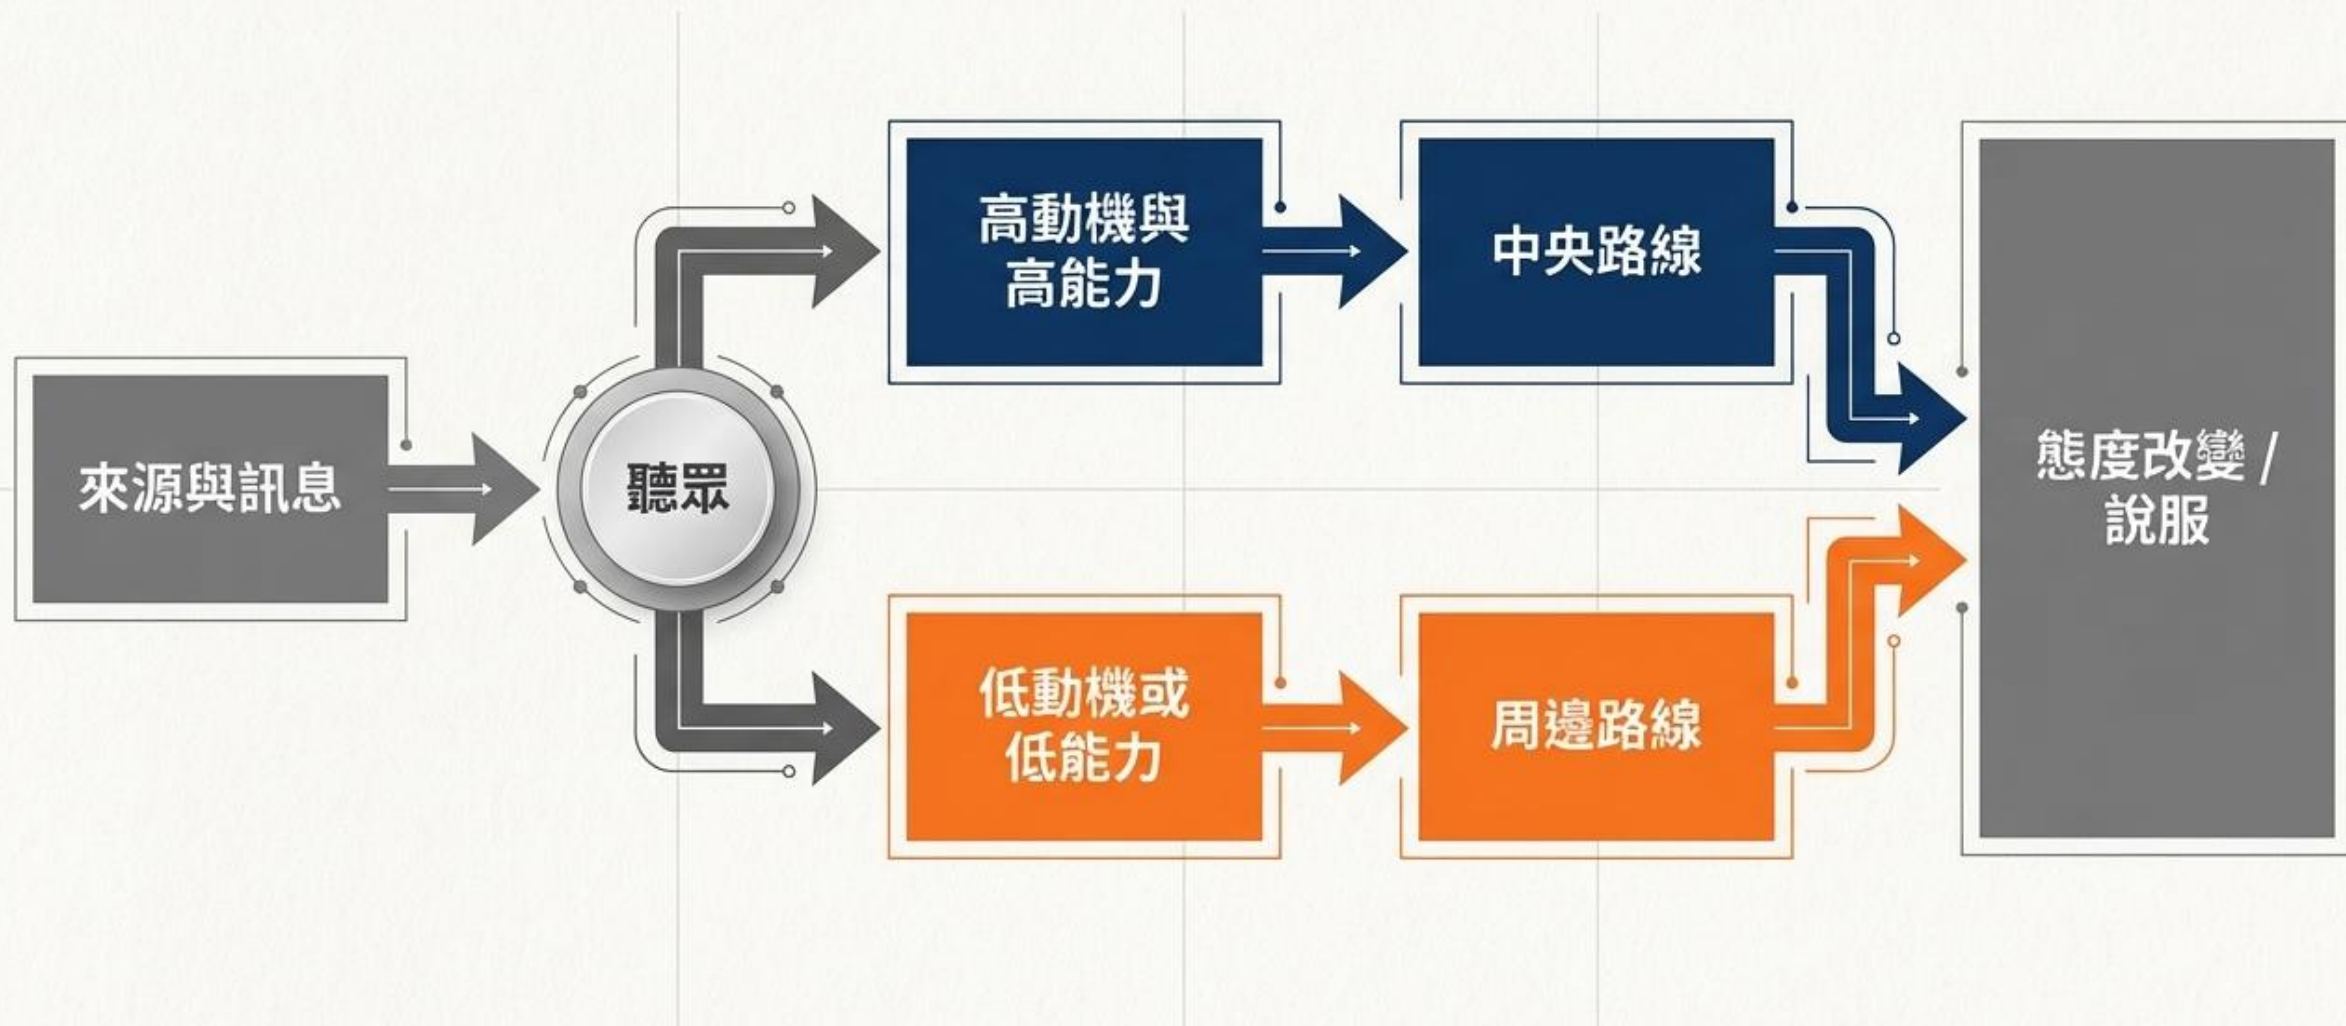 來源與訊息
聽眾
高動機與
高能力
中央路線
低動機或
低能力
周邊路線
態度改變 /
說服